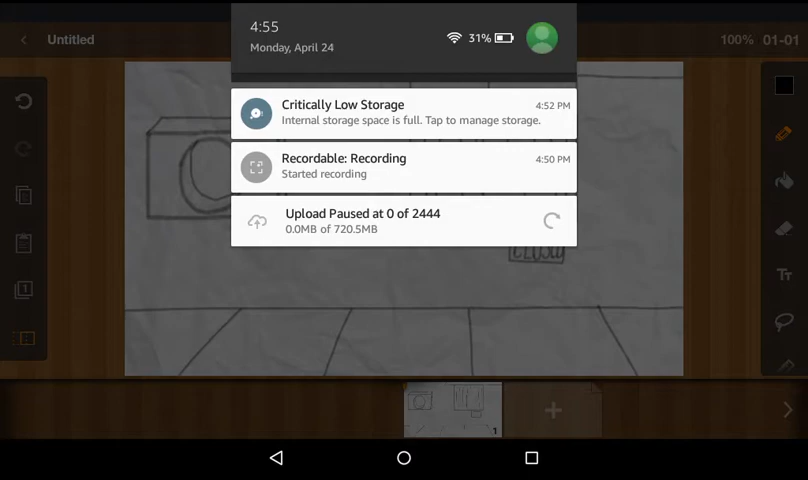 4:55
Monday, April 24
31%
Untitled
100% 01-01
Critically Low Storage
4:52 PM
Internal storage space is full. Tap to manage storage.
Recordable: Recording
4:50 PM
Started recording
Upload Paused at 0 of 2444
0.0MB of 720.5MB
CLOSED
1
TT
1